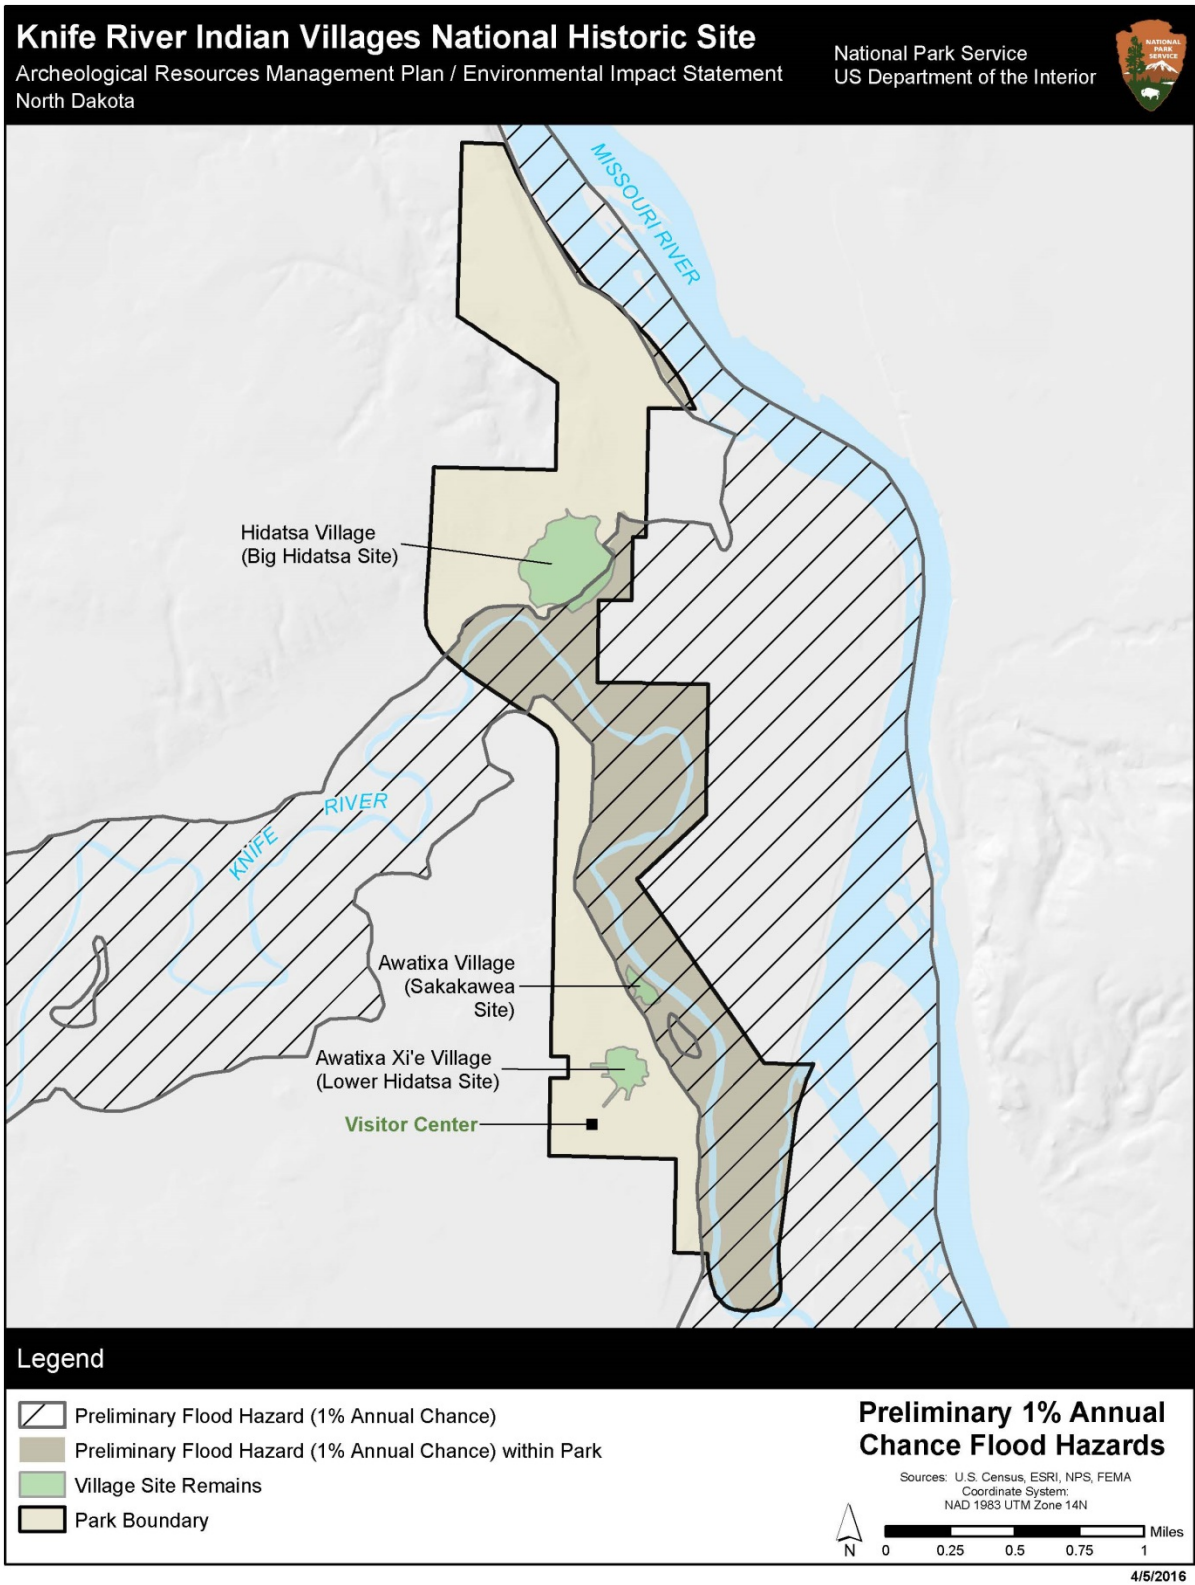 Knife River Indian Villages National Historic Site
Archeological Resources Management Plan / Environmental Impact Statement
North Dakota
National Park Service
US Department of the Interior
NATIONAL
PARK
SERVICE
MISSOURI RIVER
Hidatsa Village
(Big Hidatsa Site)
KNIFE RIVER
Awatixa Village
(Sakakawea
Site)
Awatixa Xi'e Village
(Lower Hidatsa Site)
Visitor Center
Legend
Preliminary Flood Hazard (1% Annual Chance)
Preliminary Flood Hazard (1% Annual Chance) within Park
Village Site Remains
Park Boundary
Preliminary 1% Annual
Chance Flood Hazards
Sources: U.S. Census, ESRI, NPS, FEMA
Coordinate System:
NAD 1983 UTM Zone 14N
N
Miles
0 0.25 0.5 0.75 1
4/5/2016